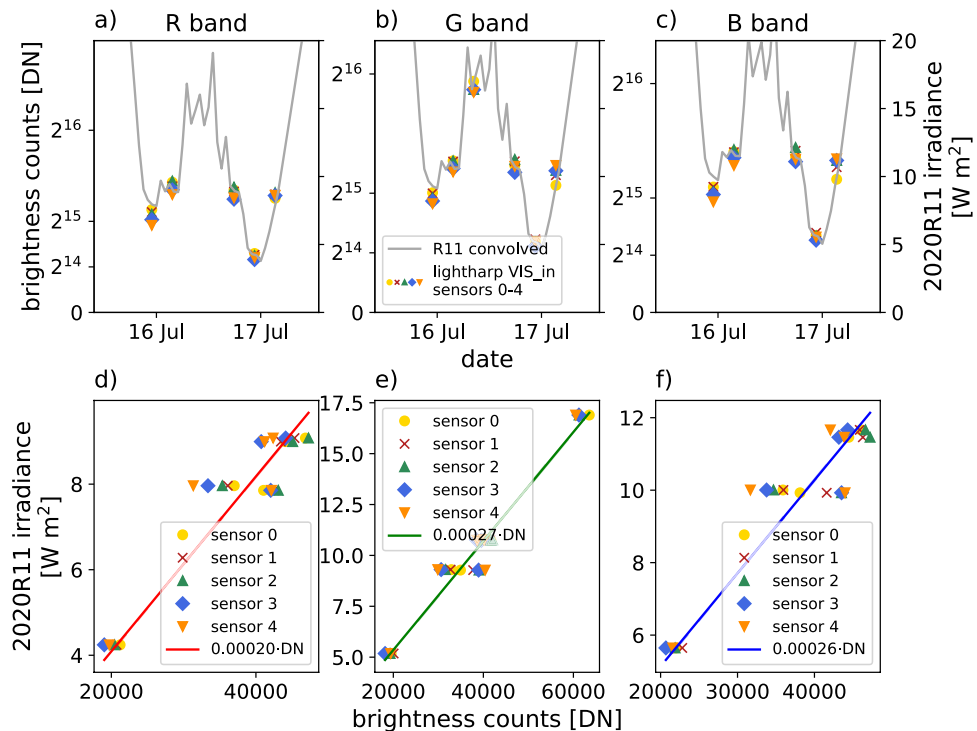 a) R band
b) G band
c) B band
brightness counts [DN]
2^16
2^15
2^14
0
16 Jul
17 Jul
2^16
2^15
2^14
0
R11 convolved
lightharp VIS_in
sensors 0-4
16 Jul
17 Jul
date
2^16
2^15
2^14
0
20
15
10
5
0
16 Jul
17 Jul
2020R11 irradiance
[W m²]
d)
2020R11 irradiance
[W m²]
8
6
4
sensor 0
sensor 1
sensor 2
sensor 3
sensor 4
0.00020·DN
20000
40000
e)
17.5
15.0
12.5
10.0
7.5
5.0
sensor 0
sensor 1
sensor 2
sensor 3
sensor 4
0.00027·DN
20000
40000
60000
brightness counts [DN]
f)
12
10
8
6
sensor 0
sensor 1
sensor 2
sensor 3
sensor 4
0.00026·DN
20000
30000
40000